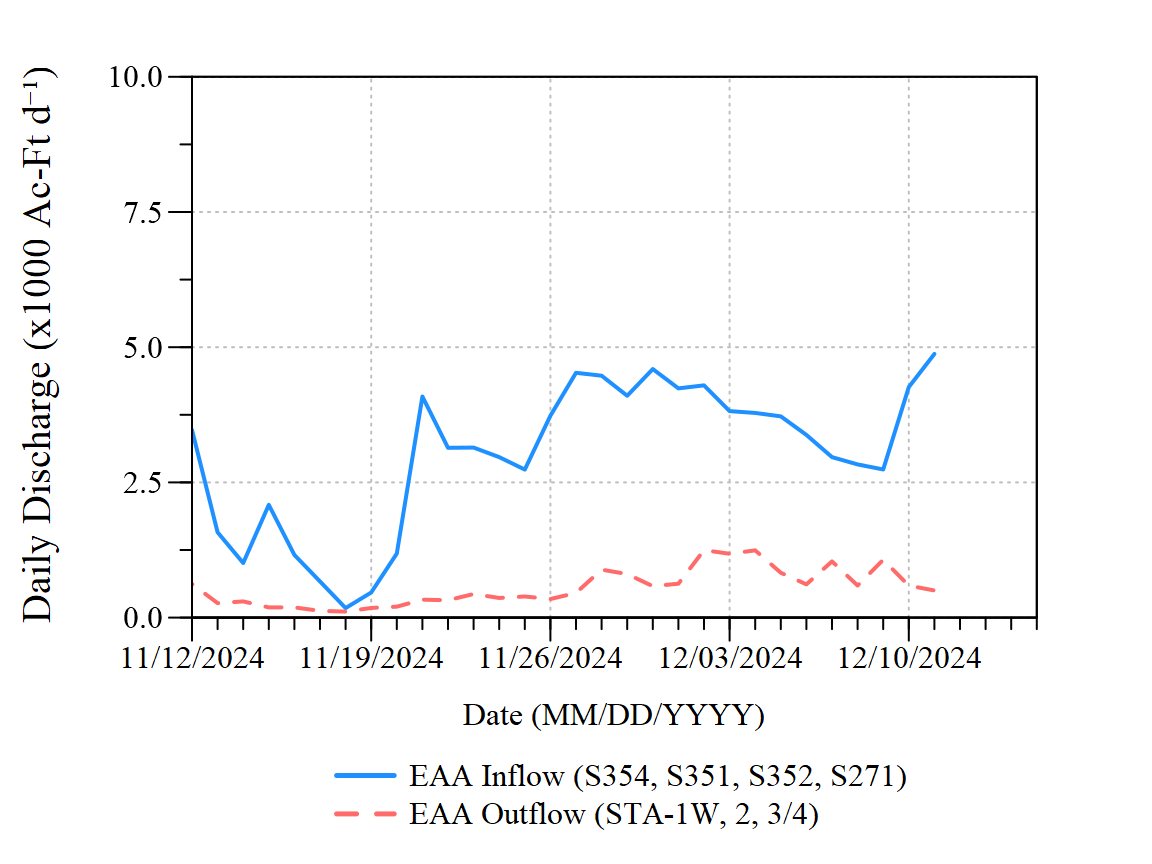 Daily Discharge (x1000 Ac-Ft d⁻¹)
10.0
7.5
5.0
2.5
0.0
11/12/2024 11/19/2024 11/26/2024 12/03/2024 12/10/2024
Date (MM/DD/YYYY)
EAA Inflow (S354, S351, S352, S271)
EAA Outflow (STA-1W, 2, 3/4)